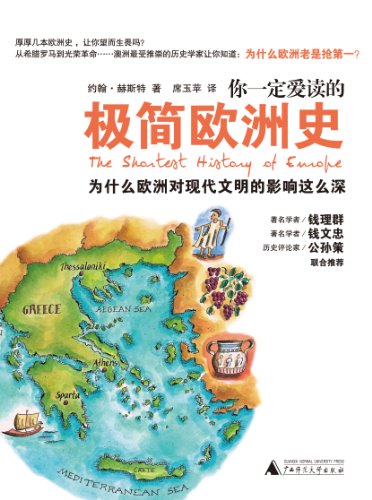 厚厚几本欧洲史,让你望而生畏吗?
从希腊罗马到光荣革命……澳洲最受推崇的历史学家让你知道:为什么欧洲老是抢第一?
约翰·赫斯特 著 席玉苹 译 你一定爱读的
极简欧洲史
The Shortest History of Europe
为什么欧洲对现代文明的影响这么深
著名学者/钱理群
著名学者/钱文忠
历史评论家/公孙策
联合推荐
Thessaloniki
GREECE
AEGEAN SEA
Athens
Sparta
MEDITERRANEAN SEA
GUANGXI NORMAL UNIVERSITY PRESS
广西师范大学出版社